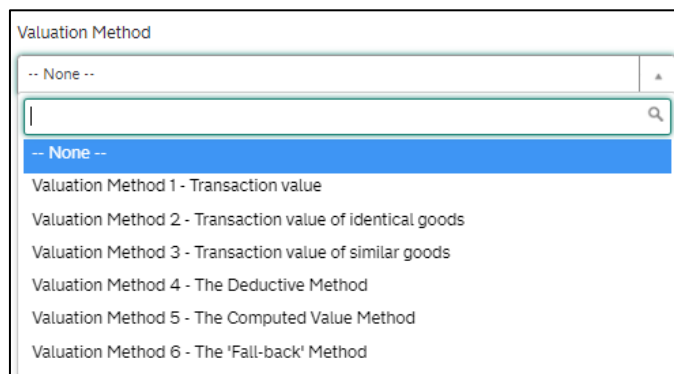 Valuation Method
-- None --
-- None --
Valuation Method 1 - Transaction value
Valuation Method 2 - Transaction value of identical goods
Valuation Method 3 - Transaction value of similar goods
Valuation Method 4 - The Deductive Method
Valuation Method 5 - The Computed Value Method
Valuation Method 6 - The 'Fall-back' Method